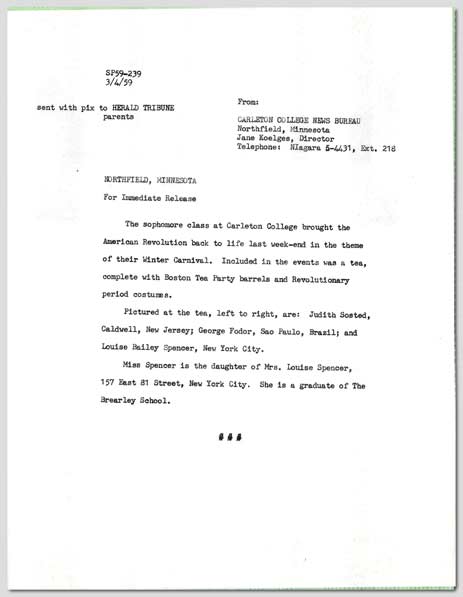 SP59-239
3/4/59
sent with pix to HERALD TRIBUNE
parents
From:
CARLETON COLLEGE NEWS BUREAU
Northfield, Minnesota
Jane Koelges, Director
Telephone: NIagara 5-4431, Ext. 218
NORTHFIELD, MINNESOTA
For Immediate Release
The sophomore class at Carleton College brought the
American Revolution back to life last week-end in the theme
of their Winter Carnival. Included in the events was a tea,
complete with Boston Tea Party barrels and Revolutionary
period costumes.
Pictured at the tea, left to right, are: Judith Sosted,
Caldwell, New Jersey; George Fodor, Sao Paulo, Brazil; and
Louise Bailey Spencer, New York City.
Miss Spencer is the daughter of Mrs. Louise Spencer,
157 East 81 Street, New York City. She is a graduate of The
Brearley School.
# # #